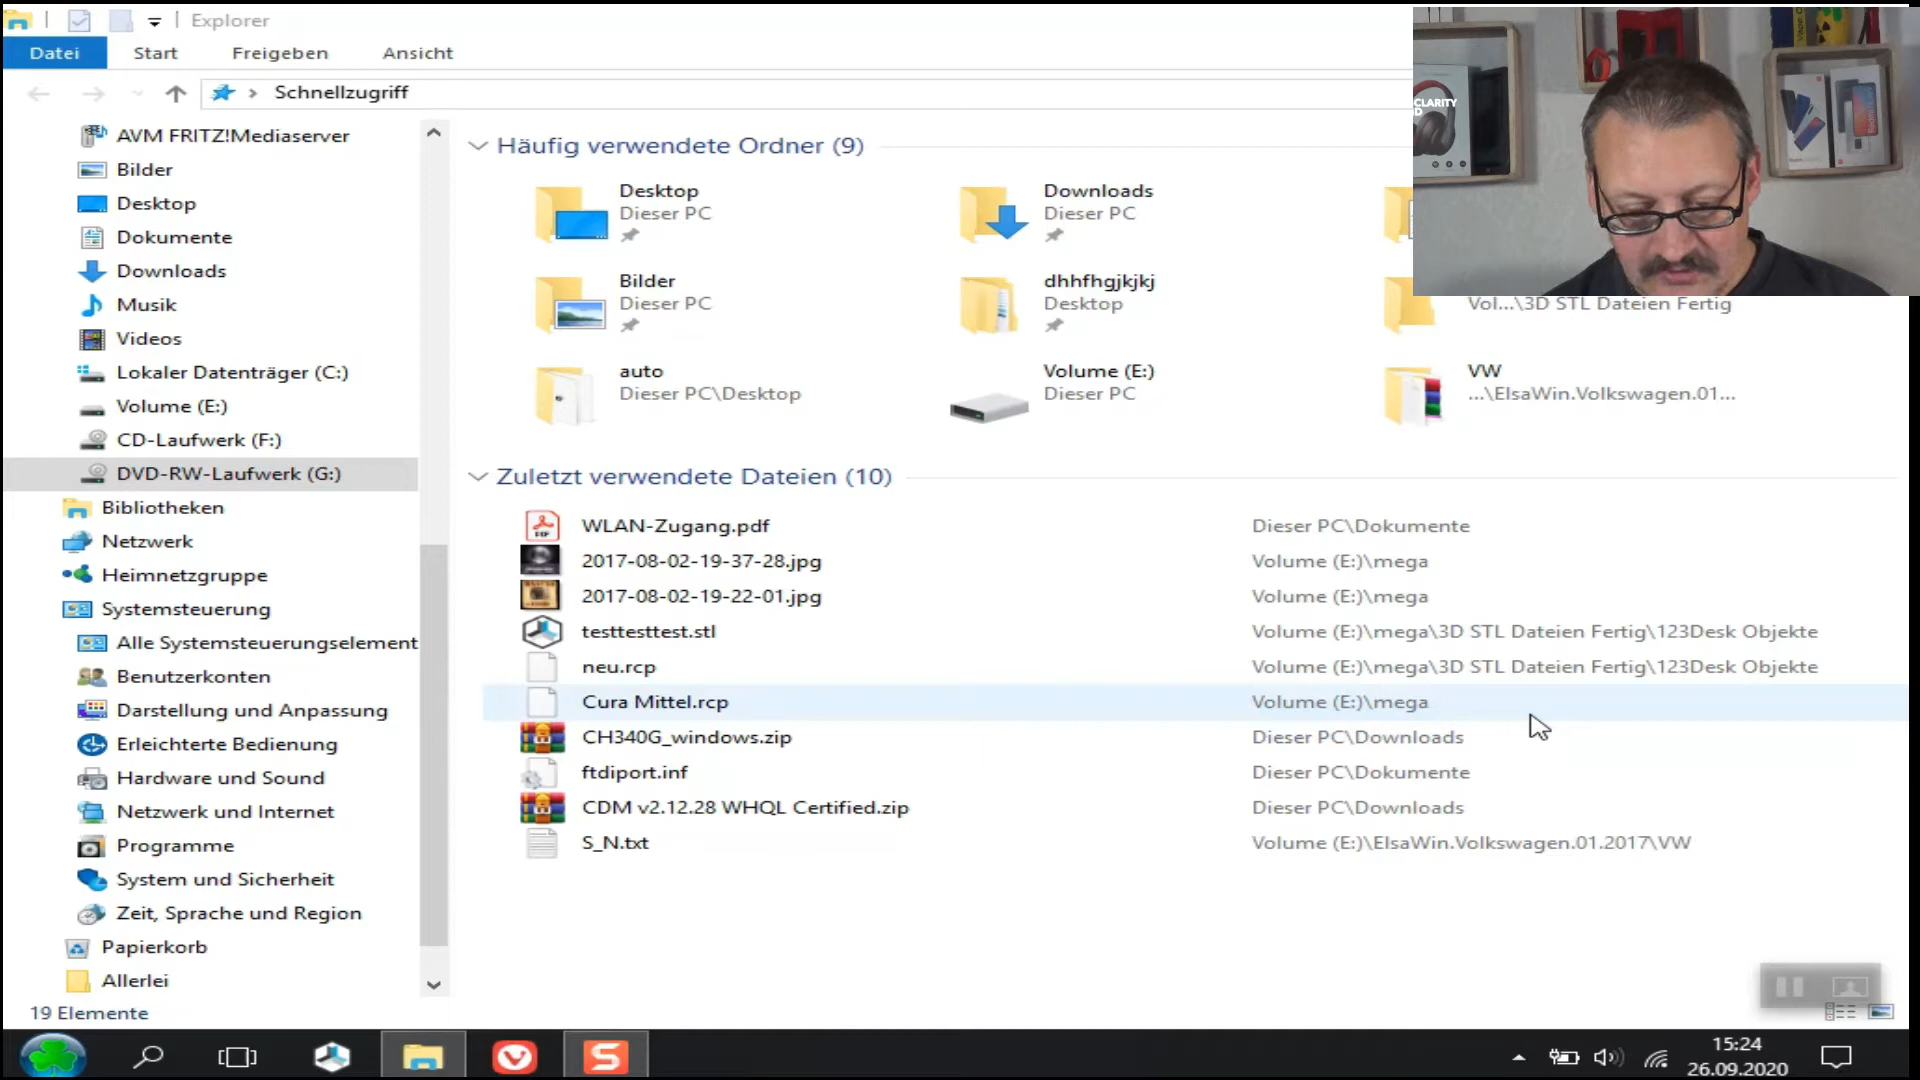 Explorer
Datei Start Freigeben Ansicht
Schnellzugriff
AVM FRITZ!Mediaserver
Bilder
Desktop
Dokumente
Downloads
Musik
Videos
Lokaler Datenträger (C:)
Volume (E:)
CD-Laufwerk (F:)
DVD-RW-Laufwerk (G:)
Bibliotheken
Netzwerk
Heimnetzgruppe
Systemsteuerung
Alle Systemsteuerungselement
Benutzerkonten
Darstellung und Anpassung
Erleichterte Bedienung
Hardware und Sound
Netzwerk und Internet
Programme
System und Sicherheit
Zeit, Sprache und Region
Papierkorb
Allerlei
19 Elemente
Häufig verwendete Ordner (9)
Desktop
Dieser PC
Downloads
Dieser PC
Bilder
Dieser PC
dhhfhgjkjkj
Desktop
Vol...\3D STL Dateien Fertig
auto
Dieser PC\Desktop
Volume (E:)
Dieser PC
VW
...\ElsaWin.Volkswagen.01...
Zuletzt verwendete Dateien (10)
WLAN-Zugang.pdf Dieser PC\Dokumente
2017-08-02-19-37-28.jpg Volume (E:)\mega
2017-08-02-19-22-01.jpg Volume (E:)\mega
testtesttest.stl Volume (E:)\mega\3D STL Dateien Fertig\123Desk Objekte
neu.rcp Volume (E:)\mega\3D STL Dateien Fertig\123Desk Objekte
Cura Mittel.rcp Volume (E:)\mega
CH340G_windows.zip Dieser PC\Downloads
ftdiport.inf Dieser PC\Dokumente
CDM v2.12.28 WHQL Certified.zip Dieser PC\Downloads
S_N.txt Volume (E:)\ElsaWin.Volkswagen.01.2017\VW
CLARITY
15:24
26.09.2020